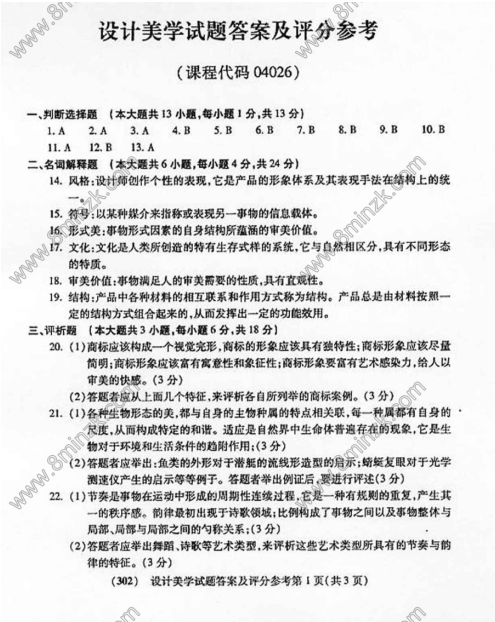 设计美学试题答案及评分参考
(课程代码 04026)
一、判断选择题 (本大题共 13 小题,每小题 1 分,共 13 分)
1. A 2. A 3. A 4. B 5. B 6. B 7. B 8. B 9. B 10. B
11. A 12. B 13. A
二、名词解释题 (本大题共 6 小题,每小题 4 分,共 24 分)
14. 风格:设计师创作个性的表现,它是产品的形象体系及其表现手法在结构上的统
一。
15. 符号:以某种媒介来指称或表现另一事物的信息载体。
16. 形式美:事物形式因素的自身结构所蕴涵的审美价值。
17. 文化:文化是人类所创造的特有生存式样的系统,它与自然相区分,具有不同形态
的特质。
18. 审美价值:事物满足人的审美需要的性质,具有直观性。
19. 结构:产品中各种材料的相互联系和作用方式称为结构。产品总是由材料按照一
定的结构方式组合起来的,从而发挥出一定的功能效用。
三、评析题 (本大题共 3 小题,每小题 6 分,共 18 分)
20. (1)商标应该构成一个视觉完形,商标的形象应该具有独特性;商标形象应该尽量
简明;商标形象应该富有寓意性和象征性;商标形象要富有艺术感染力,给人以
审美的快感。(3 分)
(2)答题者应从上面几个特征,来评析各自所列举的商标案例。(3 分)
21. (1)各种生物形态的美,都与自身的生物种属的特点相关联,每一种属都有自身的
尺度,从而构成特定的和谐。适应是自然界中生命体普遍存在的现象,它是生
物对于环境和生活条件的趋附作用;(3 分)
(2)答题者应举出:鱼类的外形对于潜艇的流线形造型的启示;蜻蜓复眼对于光学
测速仪产生的启示等等例子。答题者举出例证后,要进行评述(3 分)
22. (1)节奏是事物在运动中形成的周期性连续过程,它是一种有规则的重复,产生其
一的秩序感。韵律最初出现于诗歌领域;比例构成了事物之间以及事物整体与
局部、局部与局部之间的匀称关系;(3 分)
(2)答题者应举出舞蹈、诗歌等艺术类型,来评析这些艺术类型所具有的节奏与韵
律的特征。(3 分)
(302) 设计美学试题答案及评分参考第 1 页(共 3 页)
www.8minzk.com
www.8minzk.com
www.8minzk.com
www.8minzk.com